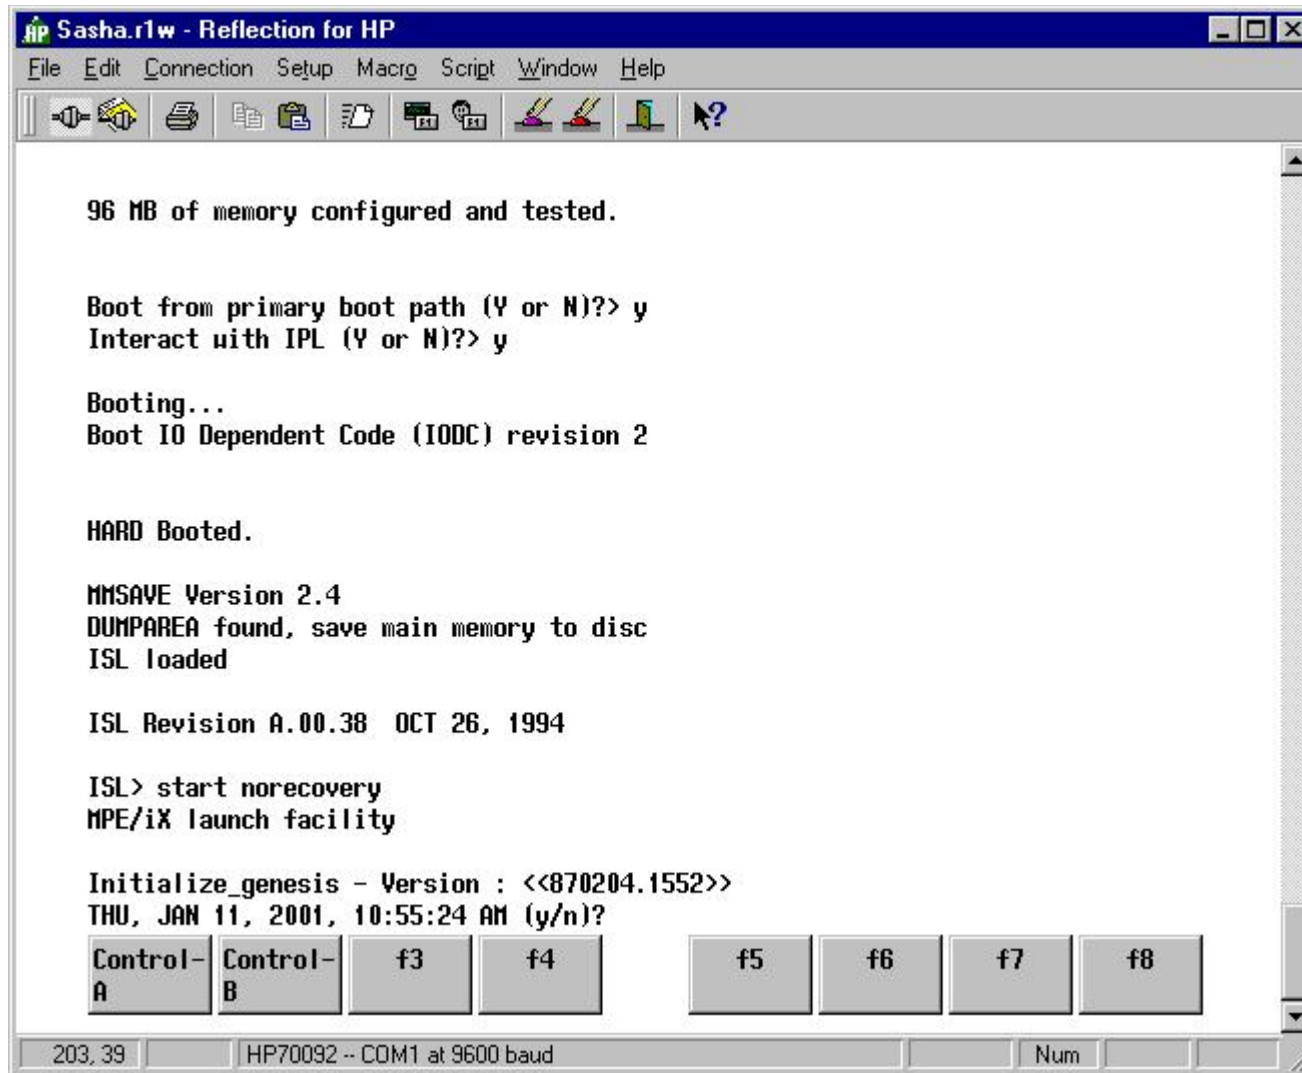 Sasha.r1w - Reflection for HP
File Edit Connection Setup Macro Script Window Help
96 MB of memory configured and tested.
Boot from primary boot path (Y or N)?> y
Interact with IPL (Y or N)?> y
Booting...
Boot IO Dependent Code (IODC) revision 2
HARD Booted.
MMSAVE Version 2.4
DUMPAREA found, save main memory to disc
ISL loaded
ISL Revision A.00.38 OCT 26, 1994
ISL> start norecovery
MPE/iX launch facility
Initialize_genesis - Version : <<870204.1552>>
THU, JAN 11, 2001, 10:55:24 AM (y/n)?
Control-A Control-B f3 f4 f5 f6 f7 f8
203, 39 HP70092 -- COM1 at 9600 baud Num